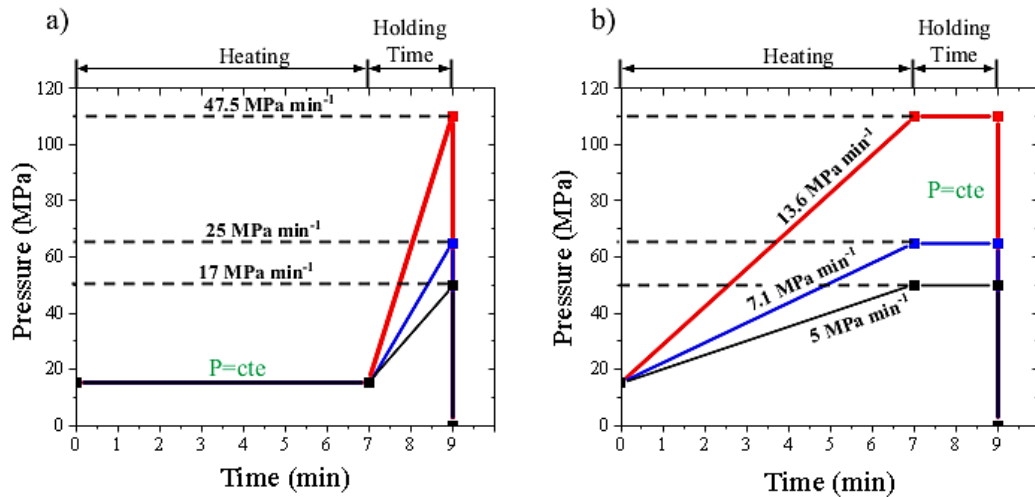 a)
Heating
Holding
Time
120
100
80
60
40
20
0
Pressure (MPa)
47.5 MPa min⁻¹
25 MPa min⁻¹
17 MPa min⁻¹
P=cte
0 1 2 3 4 5 6 7 8 9
Time (min)
b)
Heating
Holding
Time
120
100
80
60
40
20
0
Pressure (MPa)
13.6 MPa min⁻¹
P=cte
7.1 MPa min⁻¹
5 MPa min⁻¹
0 1 2 3 4 5 6 7 8 9
Time (min)